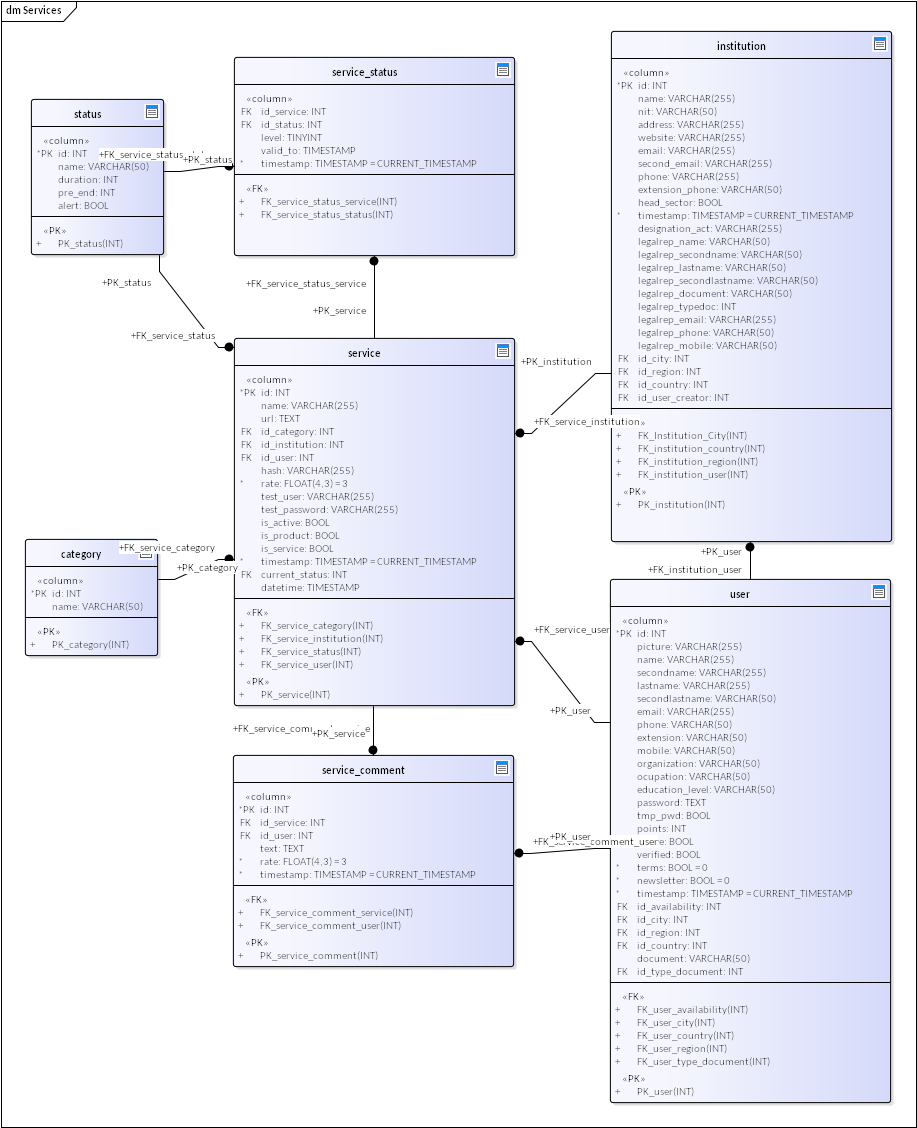 dm Services
status
«column»
*PK id: INT
name: VARCHAR(50)
duration: INT
pre_end: INT
alert: BOOL
«PK»
+ PK_status(INT)
+FK_service_status
+PK_status
service_status
«column»
FK id_service: INT
FK id_status: INT
level: TINYINT
valid_to: TIMESTAMP
* timestamp: TIMESTAMP = CURRENT_TIMESTAMP
«FK»
+ FK_service_status_service(INT)
+ FK_service_status_status(INT)
institution
«column»
*PK id: INT
name: VARCHAR(255)
nit: VARCHAR(50)
address: VARCHAR(255)
website: VARCHAR(255)
email: VARCHAR(255)
second_email: VARCHAR(255)
phone: VARCHAR(255)
extension_phone: VARCHAR(50)
head_sector: BOOL
* timestamp: TIMESTAMP = CURRENT_TIMESTAMP
designation_act: VARCHAR(255)
legalrep_name: VARCHAR(50)
legalrep_secondname: VARCHAR(50)
legalrep_lastname: VARCHAR(50)
legalrep_secondlastname: VARCHAR(50)
legalrep_document: VARCHAR(50)
legalrep_typedoc: INT
legalrep_email: VARCHAR(255)
legalrep_phone: VARCHAR(50)
legalrep_mobile: VARCHAR(50)
FK id_city: INT
FK id_region: INT
FK id_country: INT
FK id_user_creator: INT
+ FK_Institution_City(INT)
+ FK_institution_country(INT)
+ FK_institution_region(INT)
+ FK_institution_user(INT)
«PK»
+ PK_institution(INT)
+PK_status
+FK_service_status
+FK_service_status_service
+PK_service
+PK_institution
+FK_service_institution
service
«column»
*PK id: INT
name: VARCHAR(255)
url: TEXT
FK id_category: INT
FK id_institution: INT
FK id_user: INT
hash: VARCHAR(255)
* rate: FLOAT(4,3) = 3
test_user: VARCHAR(255)
test_password: VARCHAR(255)
is_active: BOOL
is_product: BOOL
is_service: BOOL
* timestamp: TIMESTAMP = CURRENT_TIMESTAMP
FK current_status: INT
datetime: TIMESTAMP
«FK»
+ FK_service_category(INT)
+ FK_service_institution(INT)
+ FK_service_status(INT)
+ FK_service_user(INT)
«PK»
+ PK_service(INT)
category
«column»
*PK id: INT
name: VARCHAR(50)
«PK»
+ PK_category(INT)
+FK_service_category
+PK_category
+PK_user
+FK_institution_user
+FK_service_user
+PK_user
user
«column»
*PK id: INT
picture: VARCHAR(255)
name: VARCHAR(255)
secondname: VARCHAR(255)
lastname: VARCHAR(255)
secondlastname: VARCHAR(50)
email: VARCHAR(255)
phone: VARCHAR(50)
extension: VARCHAR(50)
mobile: VARCHAR(50)
organization: VARCHAR(50)
ocupation: VARCHAR(50)
education_level: VARCHAR(50)
password: TEXT
tmp_pwd: BOOL
points: INT
BOOL
verified: BOOL
* terms: BOOL = 0
* newsletter: BOOL = 0
* timestamp: TIMESTAMP = CURRENT_TIMESTAMP
FK id_availability: INT
FK id_city: INT
FK id_region: INT
FK id_country: INT
document: VARCHAR(50)
FK id_type_document: INT
«FK»
+ FK_user_availability(INT)
+ FK_user_city(INT)
+ FK_user_country(INT)
+ FK_user_region(INT)
+ FK_user_type_document(INT)
«PK»
+ PK_user(INT)
+PK_service
service_comment
«column»
*PK id: INT
FK id_service: INT
FK id_user: INT
text: TEXT
* rate: FLOAT(4,3) = 3
* timestamp: TIMESTAMP = CURRENT_TIMESTAMP
«FK»
+ FK_service_comment_service(INT)
+ FK_service_comment_user(INT)
«PK»
+ PK_service_comment(INT)
+PK_user
+FK_service_comment_user